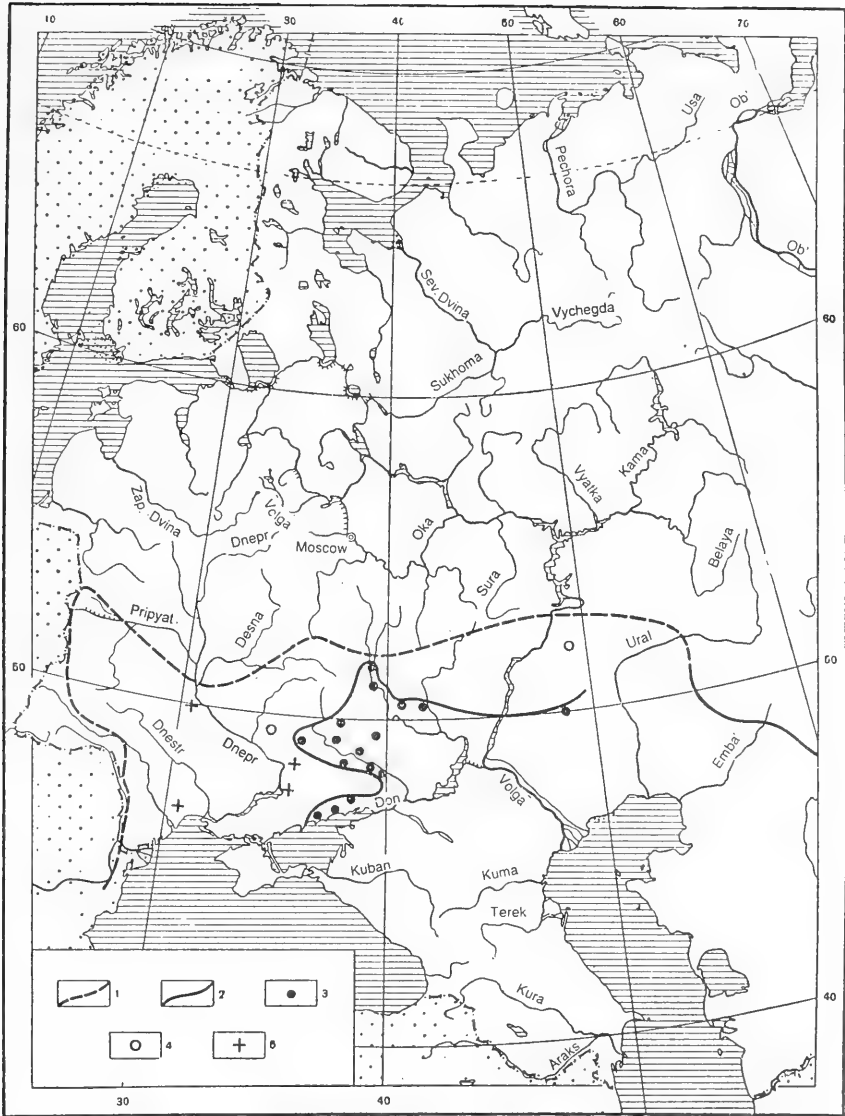 10 30 40 50 60 70
Usa
Ob'
Pechora
Ob'
Sev. Dvina
Vychegda
60 60
Sukhona
Vyatka
Kama
Zap. Dvina
Volga
Dnepr
Moscow
Oka
Belaya
Sura
Pripyat
Desna
Ural
50 50
Dnestr
Dnepr
Emba
Don
Volga
Kuban
Kuma
Terek
Kura
40
Araks
1 2 3
4 5
30 40